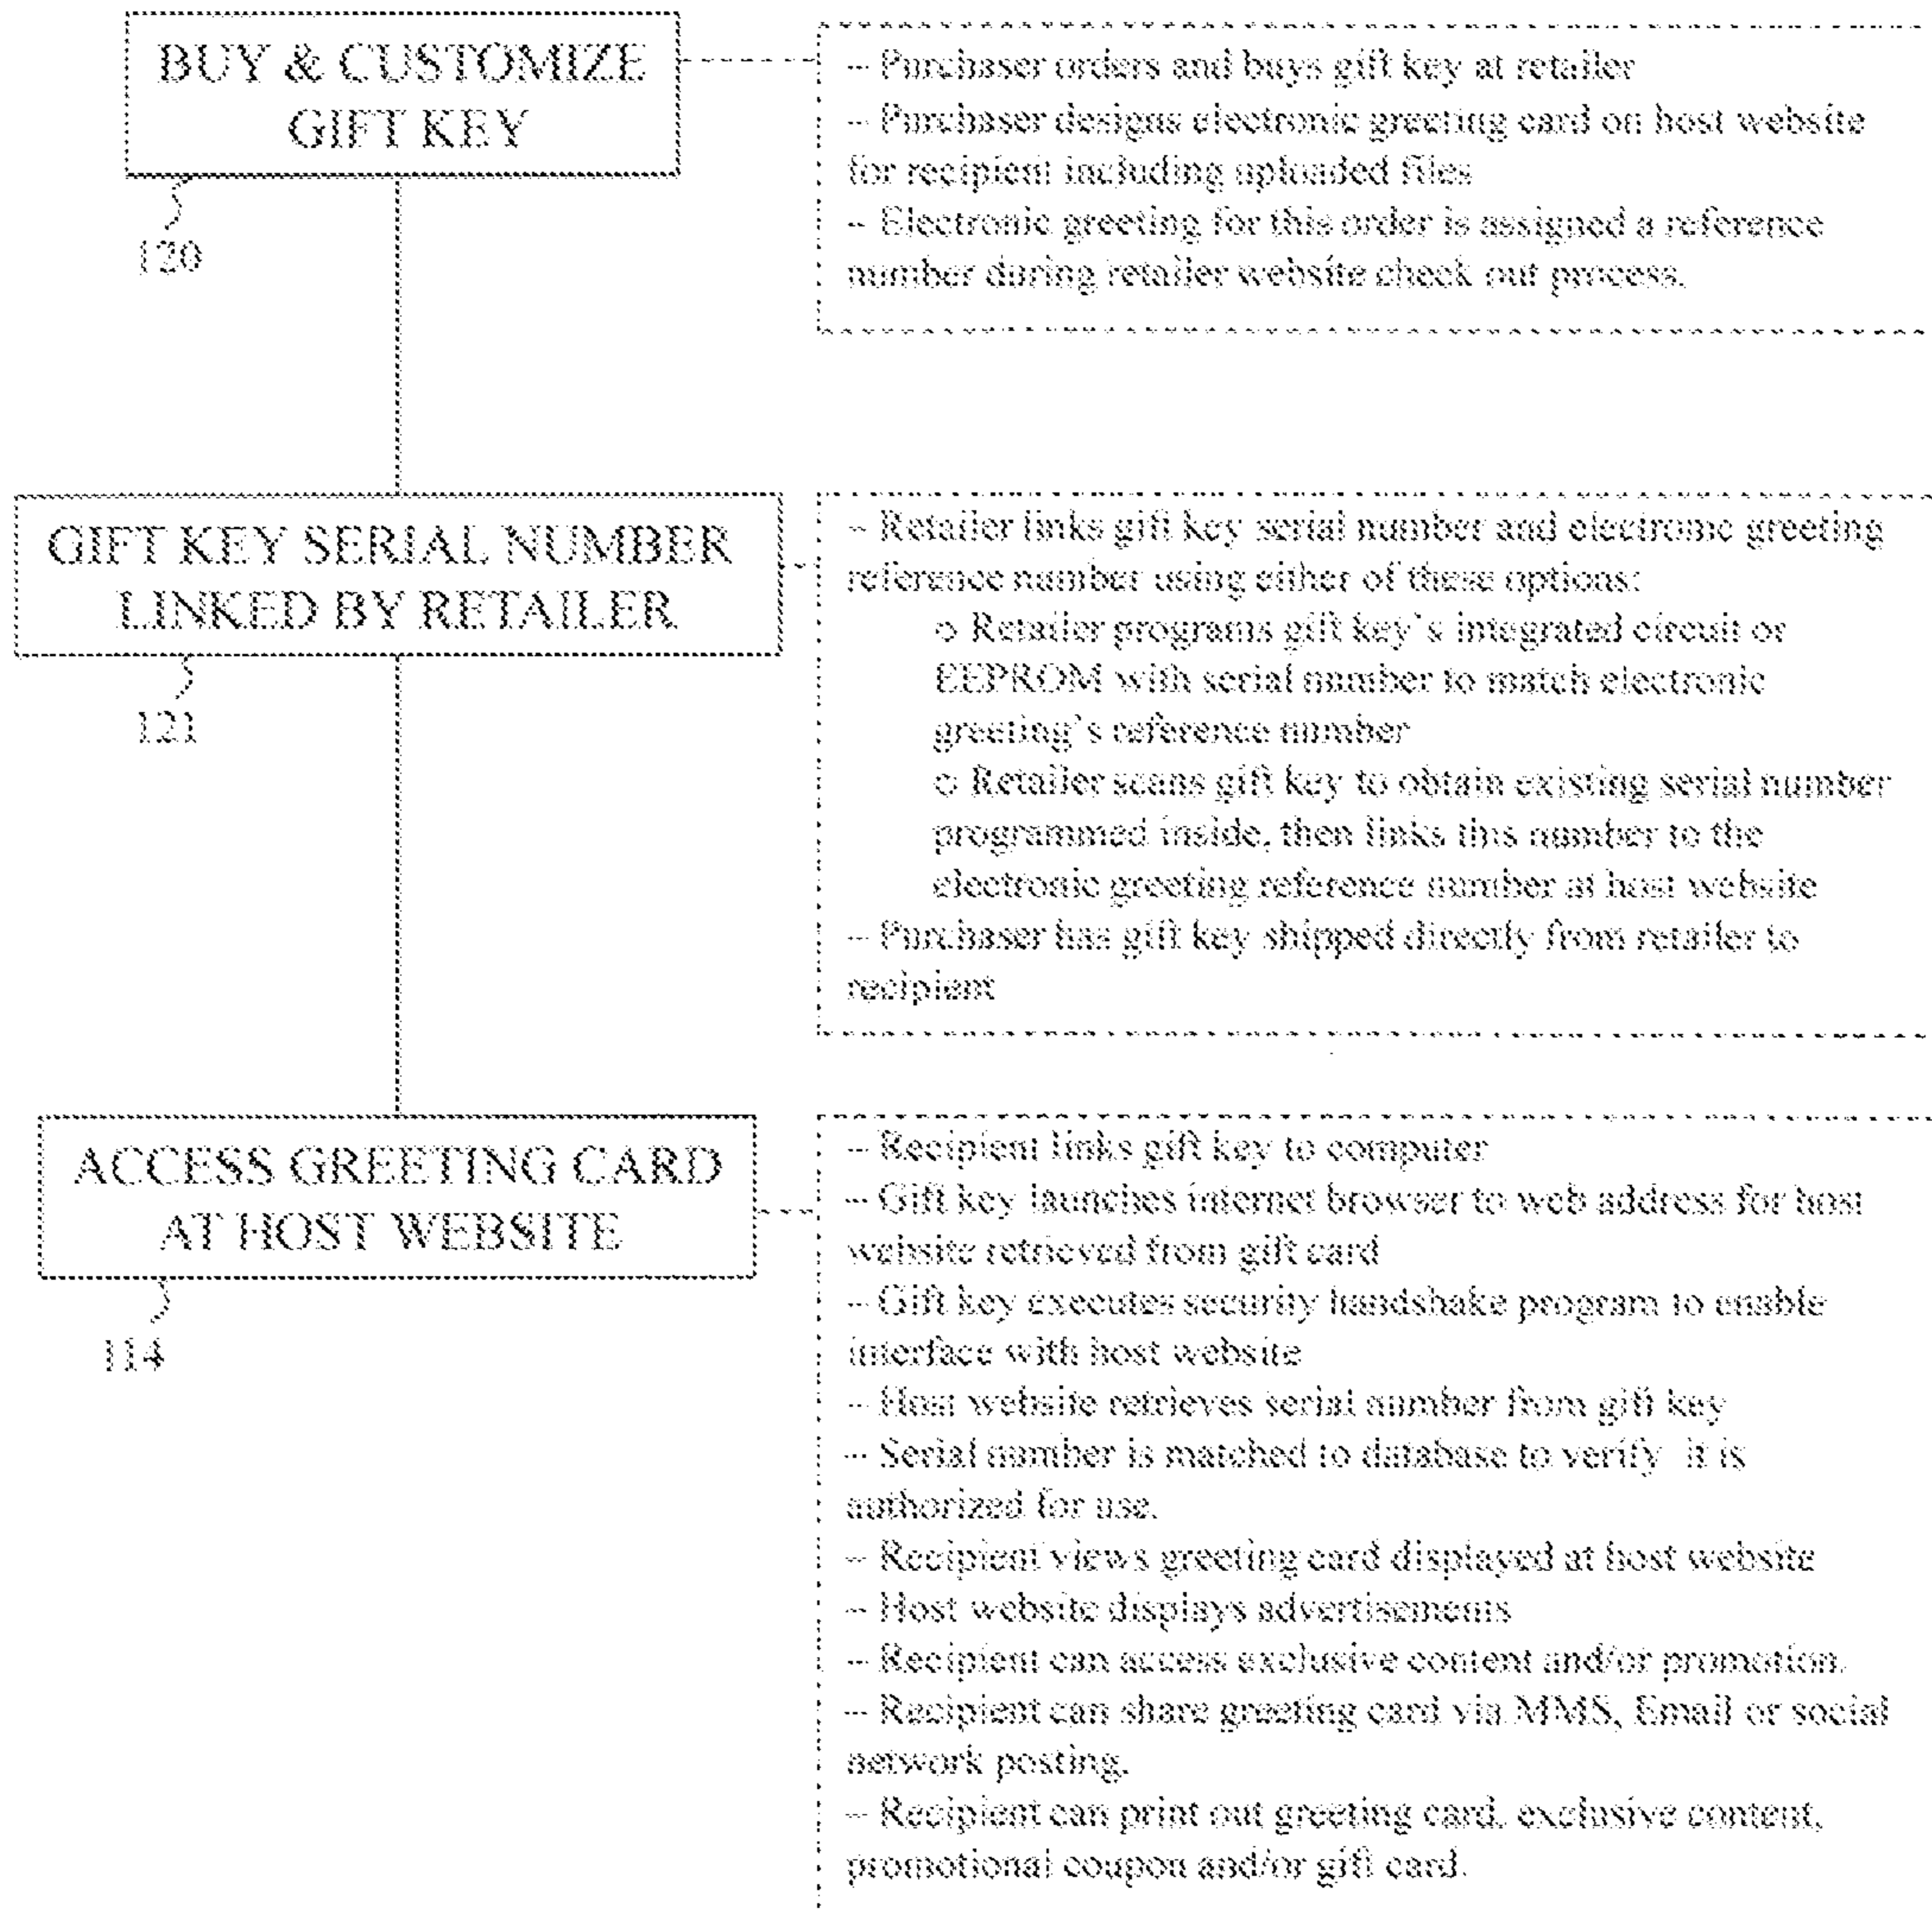 BUY & CUSTOMIZE
GIFT KEY
120
– Purchaser orders and buys gift key at retailer
– Purchaser designs electronic greeting card on host website
for recipient including uploaded files
– Electronic greeting for this order is assigned a reference
number during retailer website check out process.
GIFT KEY SERIAL NUMBER
LINKED BY RETAILER
121
– Retailer links gift key serial number and electronic greeting
reference number using either of these options:
o Retailer programs gift key's integrated circuit or
EEPROM with serial number to match electronic
greeting's reference number
o Retailer scans gift key to obtain existing serial number
programmed inside, then links this number to the
electronic greeting reference number at host website
– Purchaser has gift key shipped directly from retailer to
recipient
ACCESS GREETING CARD
AT HOST WEBSITE
114
– Recipient links gift key to computer
– Gift key launches internet browser to web address for host
website retrieved from gift card
– Gift key executes security handshake program to enable
interface with host website
– Host website retrieves serial number from gift key
– Serial number is matched to database to verify it is
authorized for use.
– Recipient views greeting card displayed at host website
– Host website displays advertisements
– Recipient can access exclusive content and/or promotion.
– Recipient can share greeting card via MMS, Email or social
network posting.
– Recipient can print out greeting card, exclusive content,
promotional coupon and/or gift card.